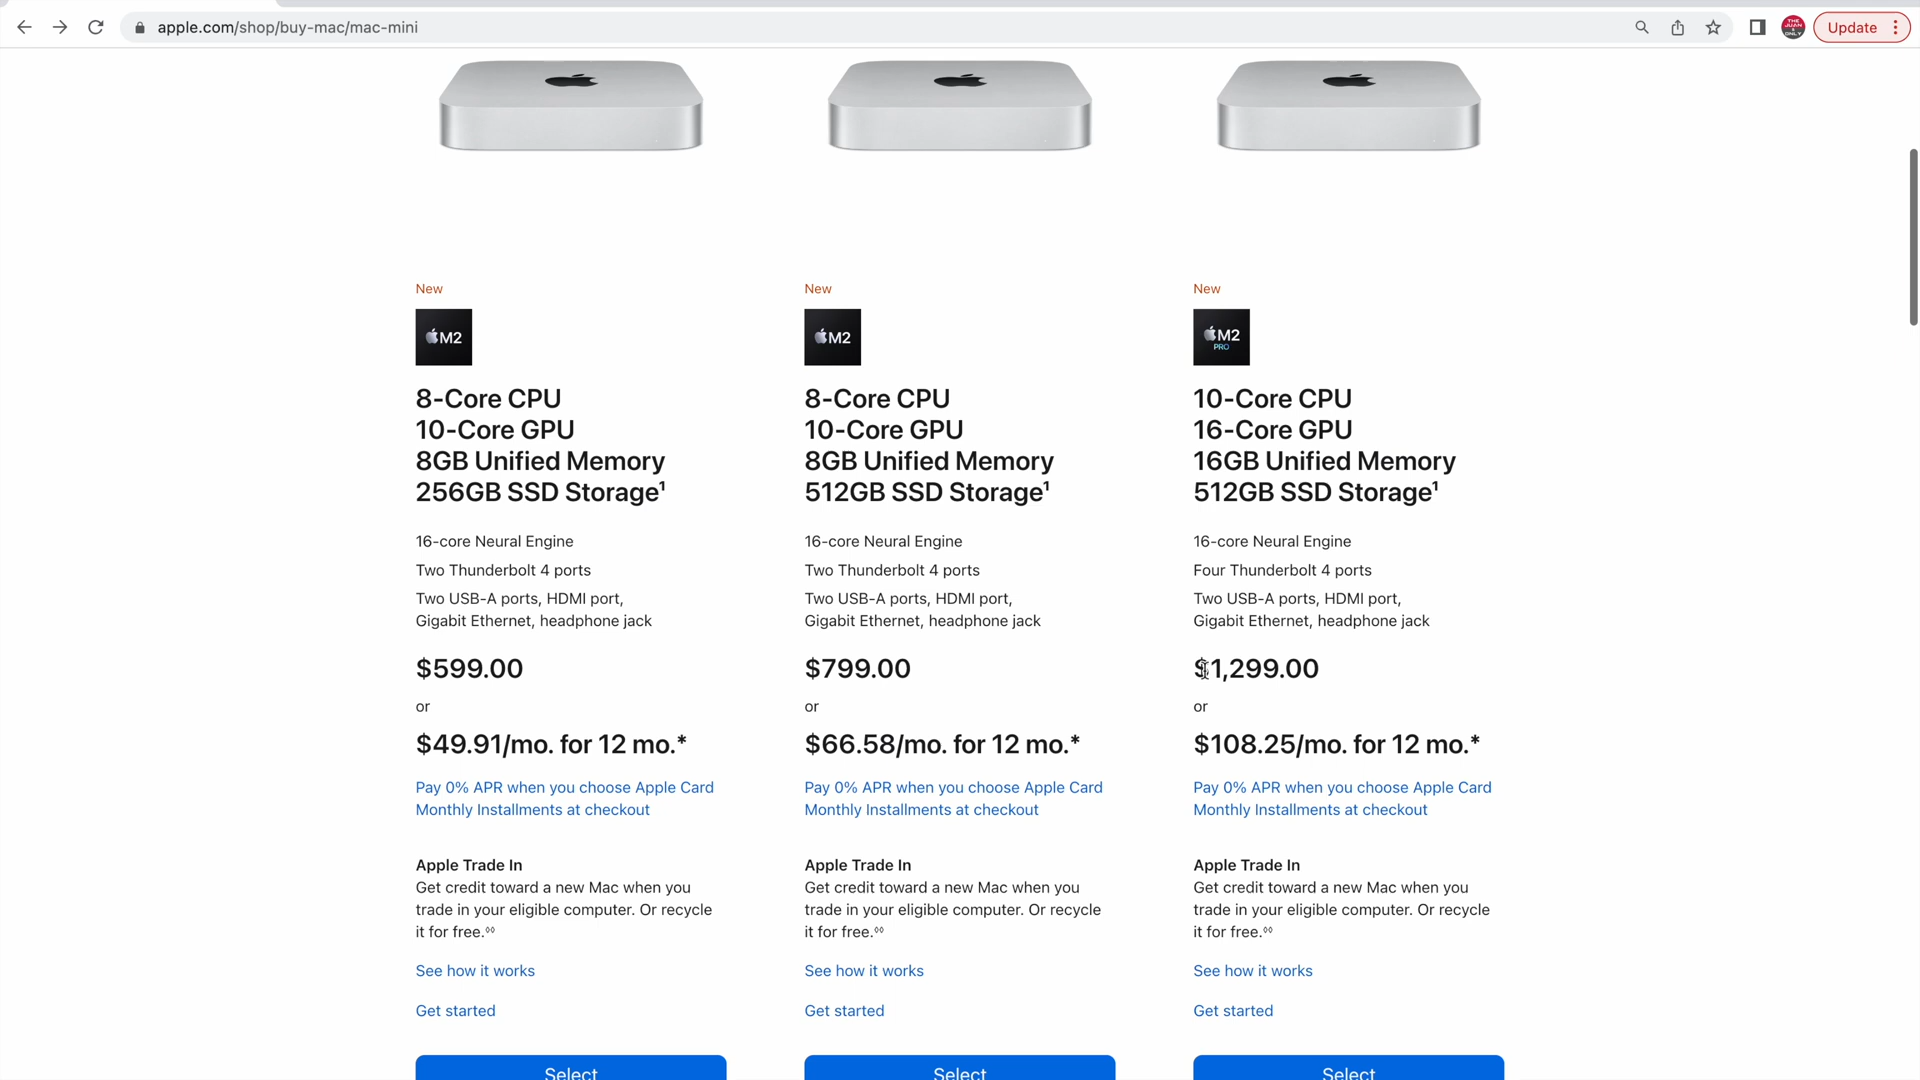 apple.com/shop/buy-mac/mac-mini
THE JUAN & ONLY
Update
New
M2
8-Core CPU
10-Core GPU
8GB Unified Memory
256GB SSD Storage¹
16-core Neural Engine
Two Thunderbolt 4 ports
Two USB-A ports, HDMI port,
Gigabit Ethernet, headphone jack
$599.00
or
$49.91/mo. for 12 mo.*
Pay 0% APR when you choose Apple Card
Monthly Installments at checkout
Apple Trade In
Get credit toward a new Mac when you
trade in your eligible computer. Or recycle
it for free.◊◊
See how it works
Get started
Select
New
M2
8-Core CPU
10-Core GPU
8GB Unified Memory
512GB SSD Storage¹
16-core Neural Engine
Two Thunderbolt 4 ports
Two USB-A ports, HDMI port,
Gigabit Ethernet, headphone jack
$799.00
or
$66.58/mo. for 12 mo.*
Pay 0% APR when you choose Apple Card
Monthly Installments at checkout
Apple Trade In
Get credit toward a new Mac when you
trade in your eligible computer. Or recycle
it for free.◊◊
See how it works
Get started
Select
New
M2
PRO
10-Core CPU
16-Core GPU
16GB Unified Memory
512GB SSD Storage¹
16-core Neural Engine
Four Thunderbolt 4 ports
Two USB-A ports, HDMI port,
Gigabit Ethernet, headphone jack
$1,299.00
or
$108.25/mo. for 12 mo.*
Pay 0% APR when you choose Apple Card
Monthly Installments at checkout
Apple Trade In
Get credit toward a new Mac when you
trade in your eligible computer. Or recycle
it for free.◊◊
See how it works
Get started
Select